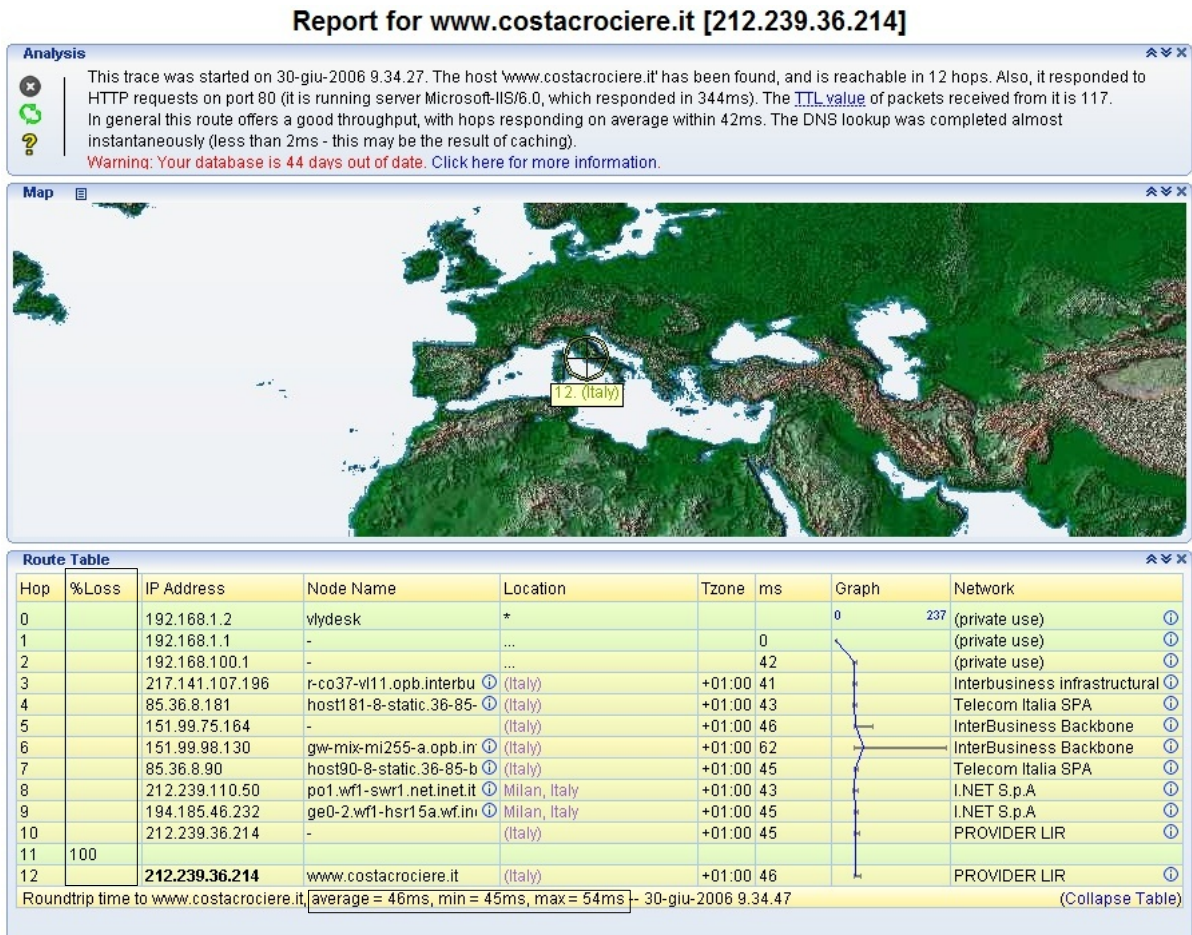 Report for www.costacrociere.it [212.239.36.214]
Analysis
This trace was started on 30-giu-2006 9.34.27. The host 'www.costacrociere.it' has been found, and is reachable in 12 hops. Also, it responded to
HTTP requests on port 80 (it is running server Microsoft-IIS/6.0, which responded in 344ms). The TTL value of packets received from it is 117.
In general this route offers a good throughput, with hops responding on average within 42ms. The DNS lookup was completed almost
instantaneously (less than 2ms - this may be the result of caching).
Warning: Your database is 44 days out of date. Click here for more information.
Map
12. (Italy)
Route Table
Hop %Loss IP Address Node Name Location Tzone ms Graph Network
0 192.168.1.2 vlydesk * 0 237 (private use)
1 192.168.1.1 - ... 0 (private use)
2 192.168.100.1 - ... 42 (private use)
3 217.141.107.196 r-co37-vl11.opb.interbu (Italy) +01:00 41 Interbusiness infrastructural
4 85.36.8.181 host181-8-static.36-85- (Italy) +01:00 43 Telecom Italia SPA
5 151.99.75.164 - (Italy) +01:00 46 InterBusiness Backbone
6 151.99.98.130 gw-mix-mi255-a.opb.in (Italy) +01:00 62 InterBusiness Backbone
7 85.36.8.90 host90-8-static.36-85-b (Italy) +01:00 45 Telecom Italia SPA
8 212.239.110.50 po1.wf1-swr1.net.inet.it Milan, Italy +01:00 43 I.NET S.p.A
9 194.185.46.232 ge0-2.wf1-hsr15a.wf.in Milan, Italy +01:00 45 I.NET S.p.A
10 212.239.36.214 - (Italy) +01:00 45 PROVIDER LIR
11 100
12 212.239.36.214 www.costacrociere.it (Italy) +01:00 46 PROVIDER LIR
Roundtrip time to www.costacrociere.it, average = 46ms, min = 45ms, max = 54ms -- 30-giu-2006 9.34.47 (Collapse Table)